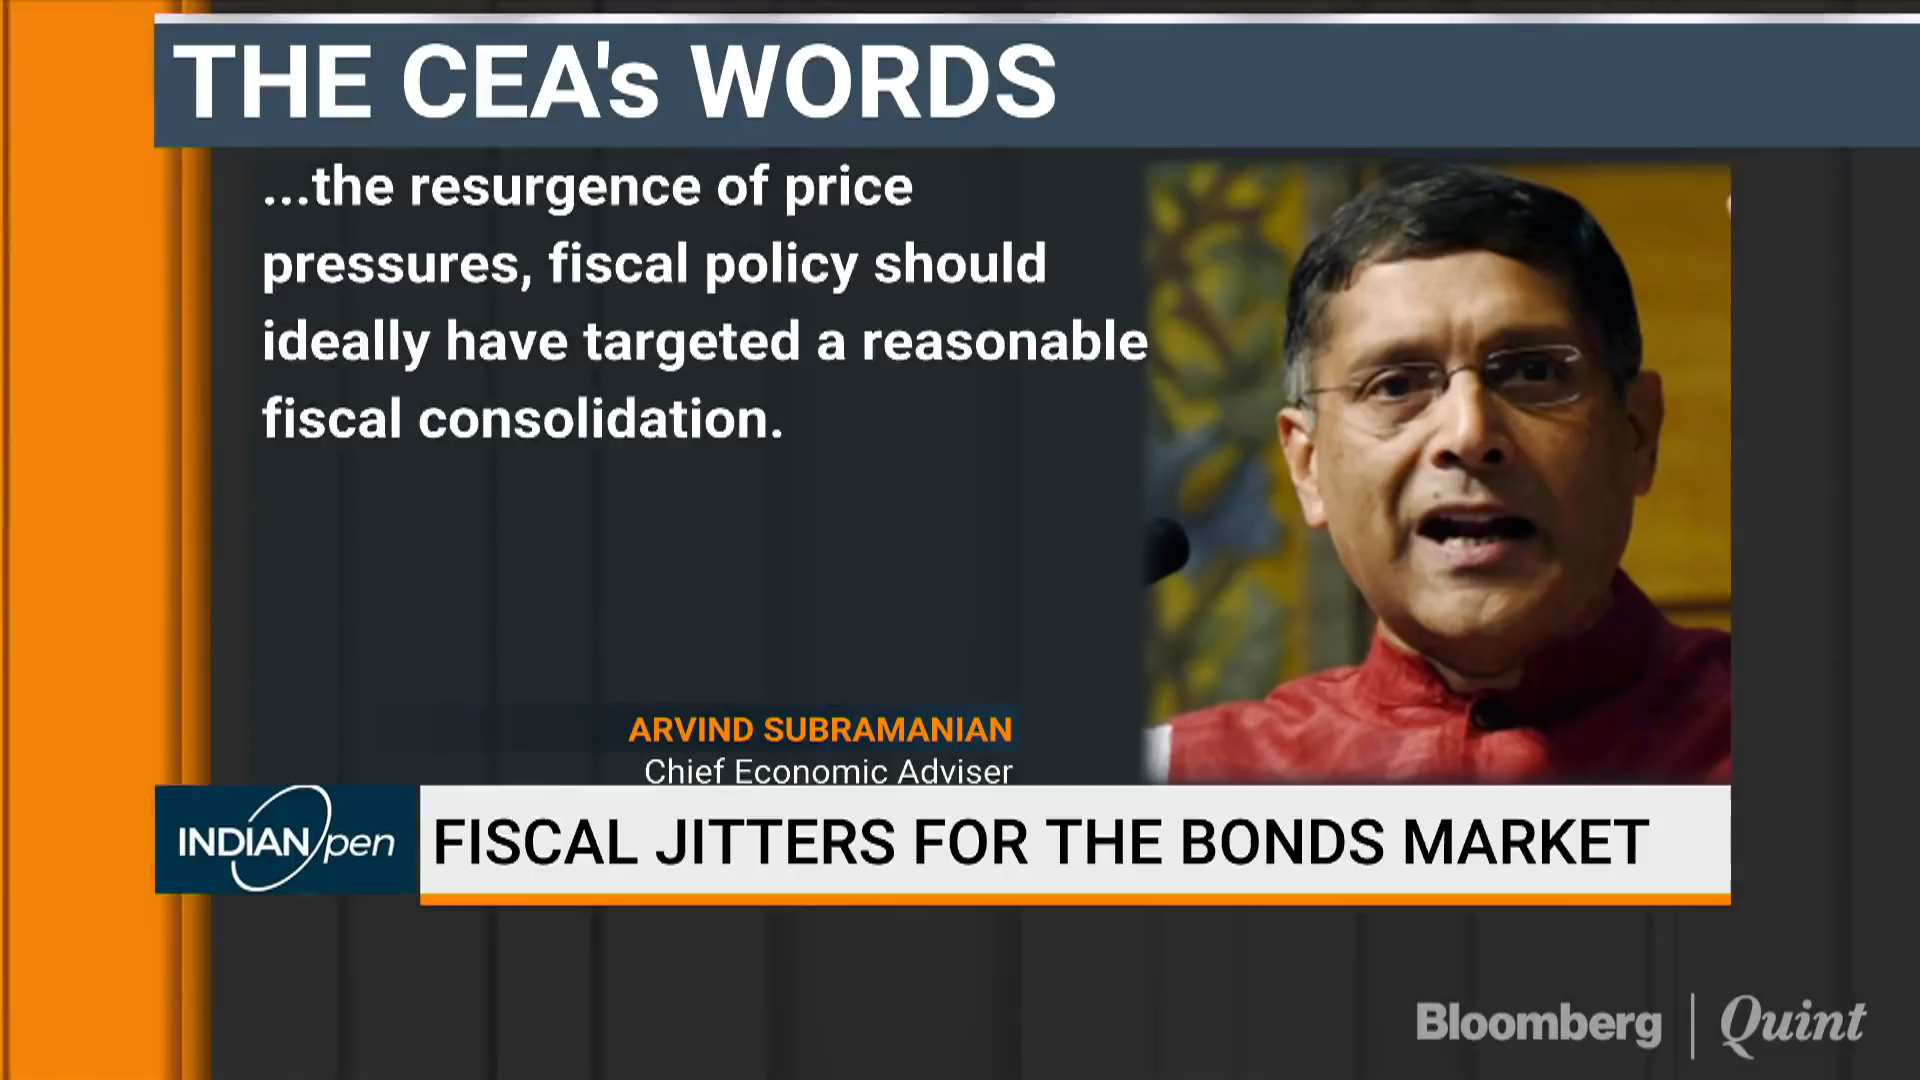 THE CEA's WORDS
...the resurgence of price
pressures, fiscal policy should
ideally have targeted a reasonable
fiscal consolidation.
ARVIND SUBRAMANIAN
Chief Economic Adviser
INDIAN Open
FISCAL JITTERS FOR THE BONDS MARKET
Bloomberg | Quint